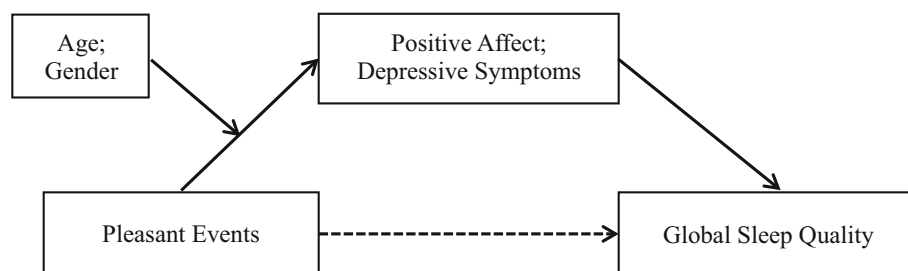 Age;
Gender
Positive Affect;
Depressive Symptoms
Pleasant Events
Global Sleep Quality